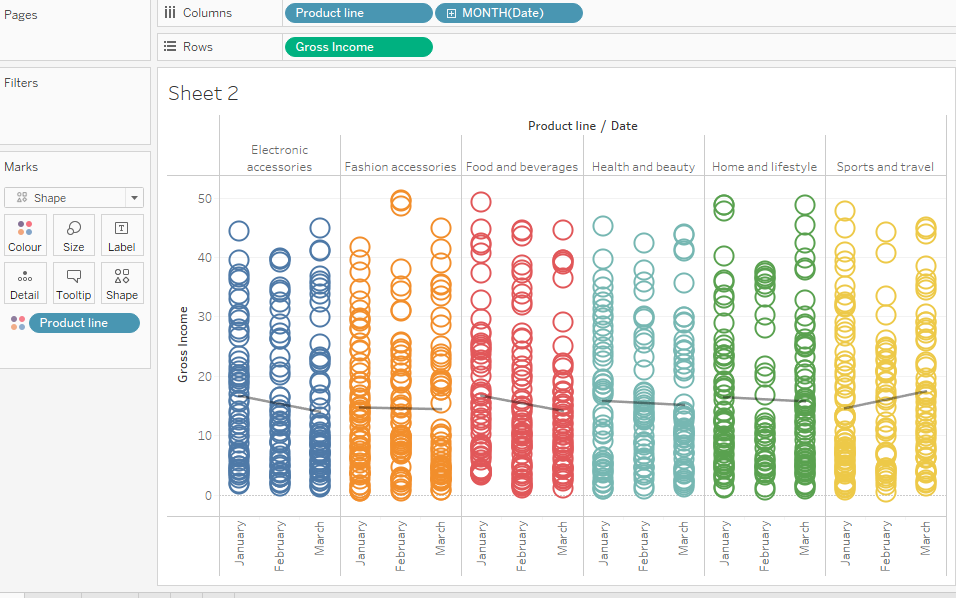 Pages
Columns
Product line
MONTH(Date)
Rows
Gross Income
Filters
Sheet 2
Product line / Date
Electronic
accessories
Fashion accessories
Food and beverages
Health and beauty
Home and lifestyle
Sports and travel
Marks
Shape
Colour
Size
Label
Detail
Tooltip
Shape
Product line
Gross Income
50
40
30
20
10
0
January
February
March
January
February
March
January
February
March
January
February
March
January
February
March
January
February
March